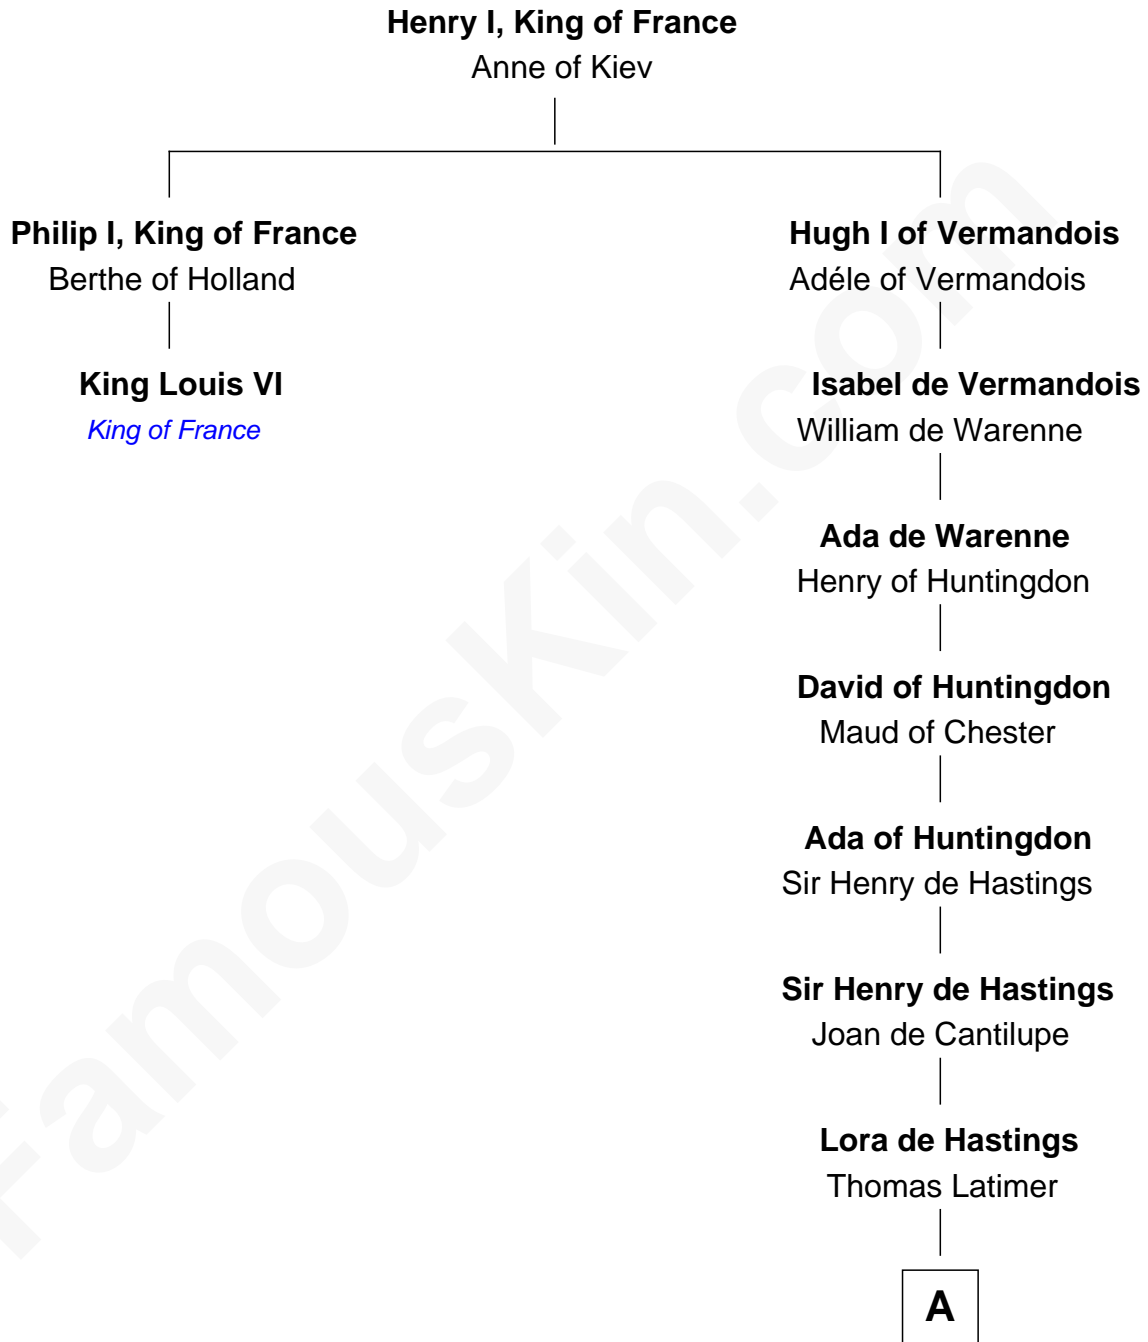 Henry I, King of France
Anne of Kiev
Philip I, King of France
Berthe of Holland
King Louis VI
King of France
Hugh I of Vermandois
Adéle of Vermandois
Isabel de Vermandois
William de Warenne
Ada de Warenne
Henry of Huntingdon
David of Huntingdon
Maud of Chester
Ada of Huntingdon
Sir Henry de Hastings
Sir Henry de Hastings
Joan de Cantilupe
Lora de Hastings
Thomas Latimer
A
FamousKin.com